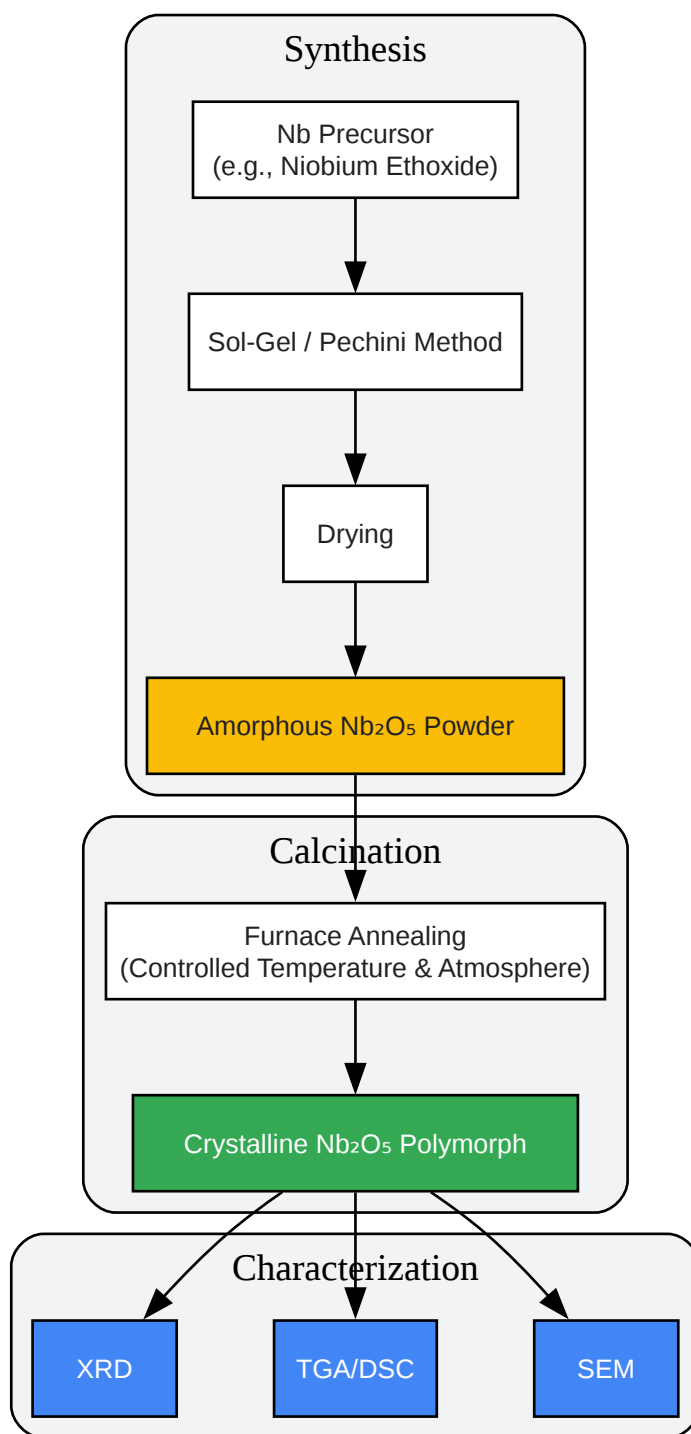 Synthesis
Nb Precursor
(e.g., Niobium Ethoxide)
Sol-Gel / Pechini Method
Drying
Amorphous Nb₂O₅ Powder
Calcination
Furnace Annealing
(Controlled Temperature & Atmosphere)
Crystalline Nb₂O₅ Polymorph
Characterization
XRD
TGA/DSC
SEM